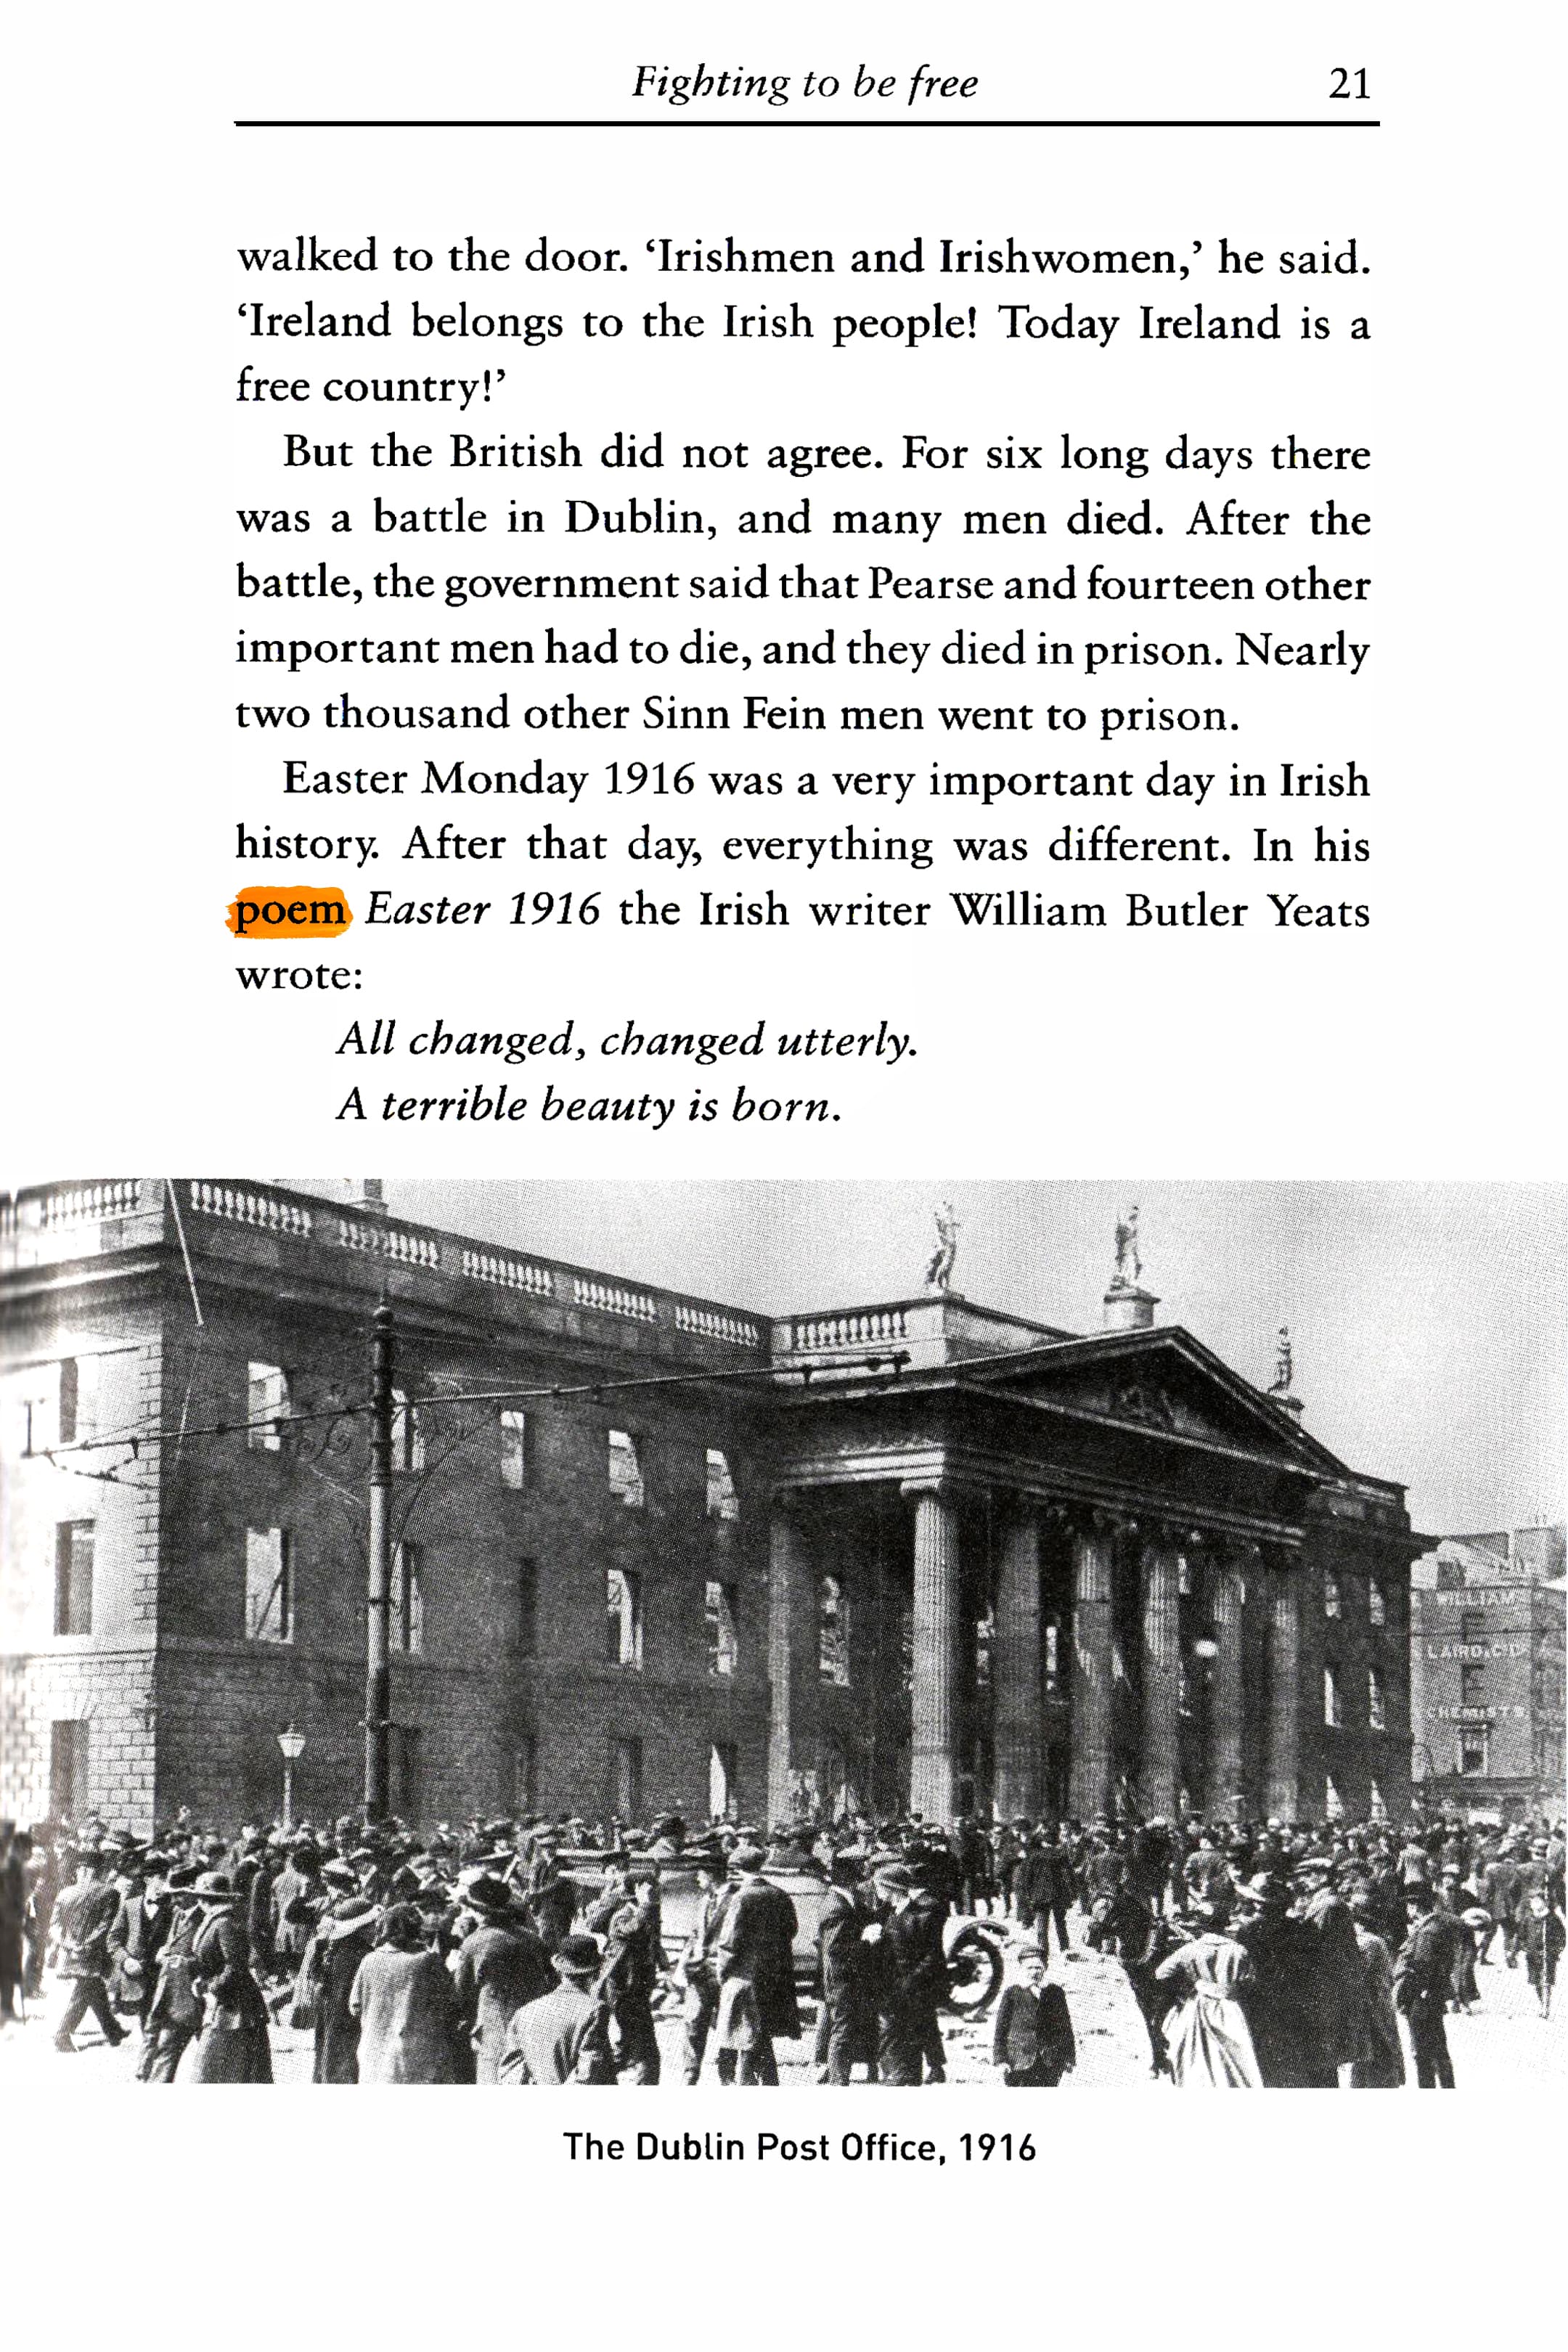 Fighting to be free 21
walked to the door. ‘Irishmen and Irishwomen,’ he said.
‘Ireland belongs to the Irish people! Today Ireland is a
free country!’
But the British did not agree. For six long days there
was a battle in Dublin, and many men died. After the
battle, the government said that Pearse and fourteen other
important men had to die, and they died in prison. Nearly
two thousand other Sinn Fein men went to prison.
Easter Monday 1916 was a very important day in Irish
history. After that day, everything was different. In his
poem Easter 1916 the Irish writer William Butler Yeats
wrote:
All changed, changed utterly.
A terrible beauty is born.
WILLIAM
LAIRD & CO LD
CHEMISTS
The Dublin Post Office, 1916